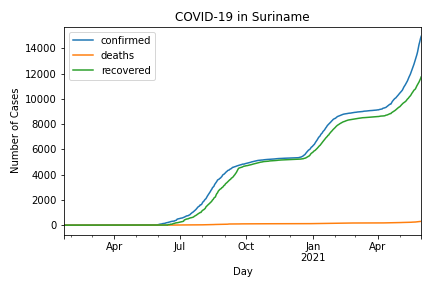 COVID-19 in Suriname
confirmed
deaths
recovered
14000
12000
10000
8000
6000
4000
2000
0
Number of Cases
Apr
Jul
Oct
Jan
2021
Apr
Day